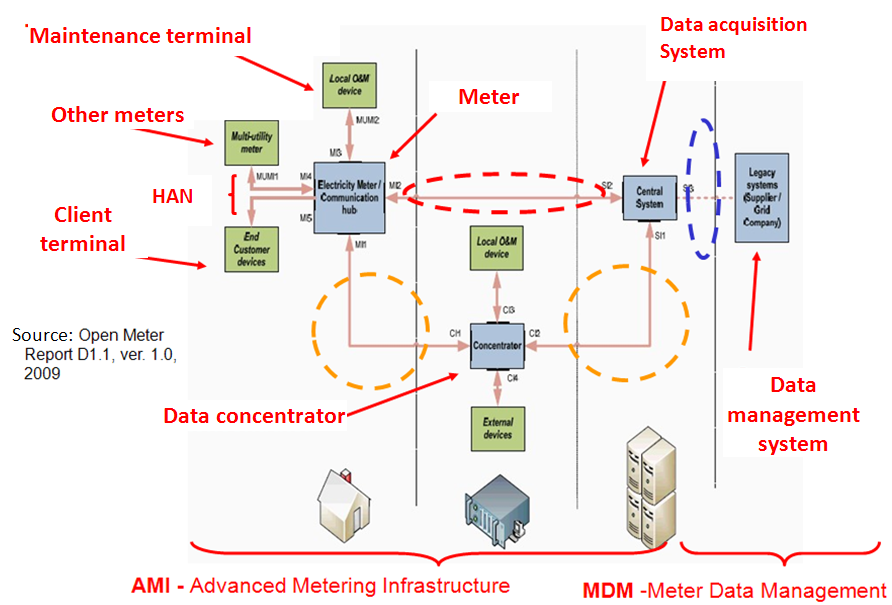 Maintenance terminal
Data acquisition
System
Local O&M
device
Meter
Other meters
MUMI2
Multi-utility
meter
MI3
MUMI1
MI4
Electricity Meter /
Communication
hub
MI2
SI2
Central
System
SI3
Legacy
systems
(Supplier /
Grid
Company)
HAN
MI5
Client
terminal
End
Customer
devices
MI1
Local O&M
device
SI1
CI3
Source: Open Meter
Report D1.1, ver. 1.0,
2009
CI1
Concentrator
CI2
CI4
Data concentrator
External
devices
Data
management
system
AMI - Advanced Metering Infrastructure
MDM -Meter Data Management